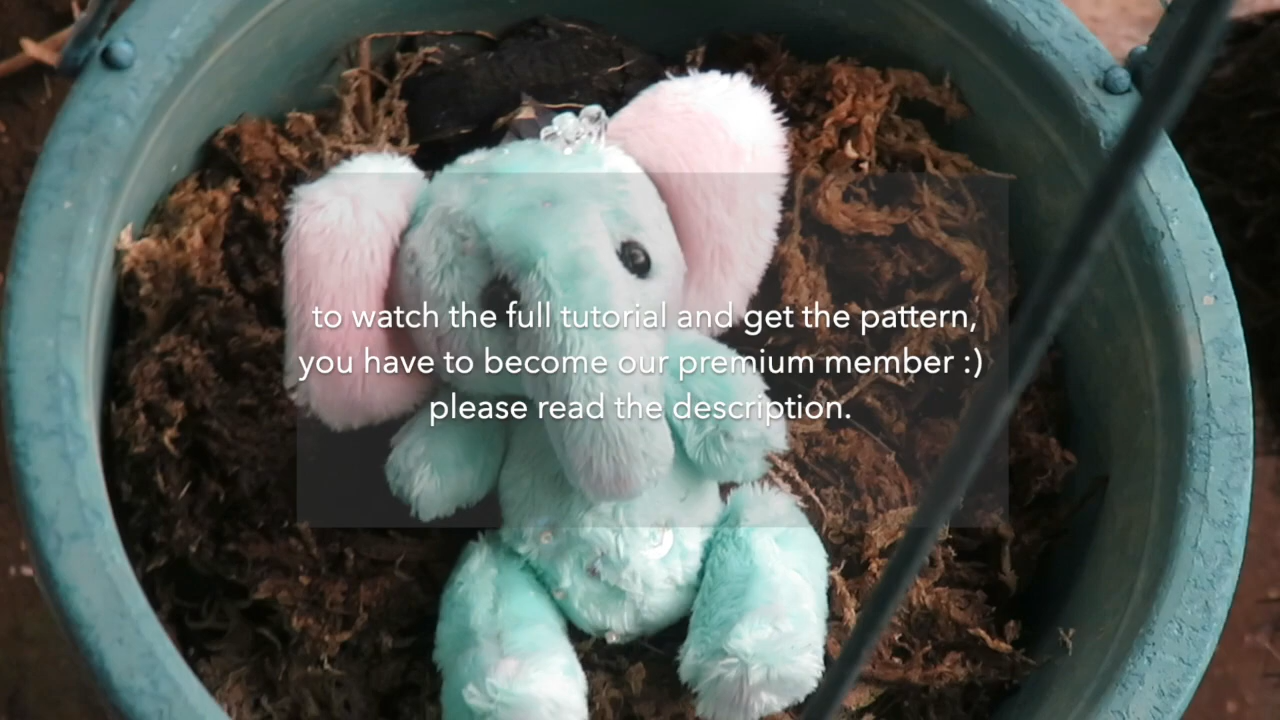 to watch the full tutorial and get the pattern,
you have to become our premium member :)
please read the description.